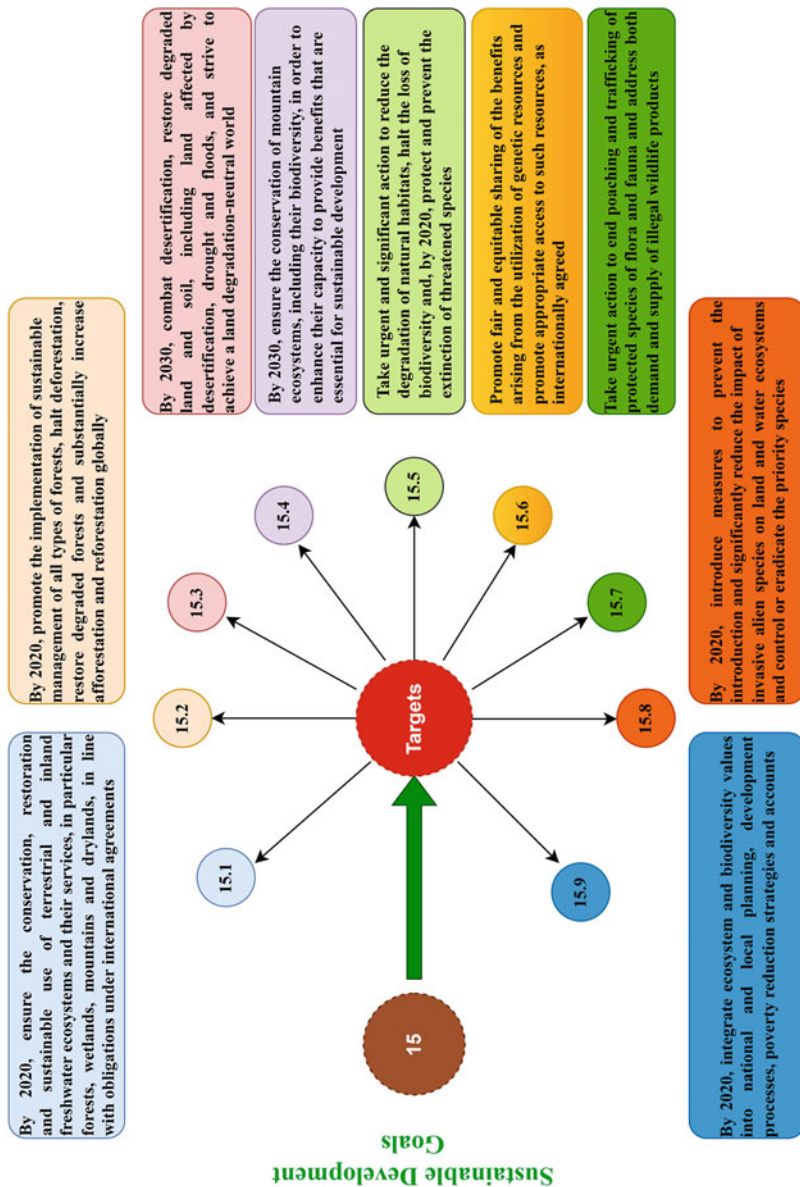 Sustainable Development
Goals
15
Targets
15.1
By 2020, ensure the conservation, restoration
and sustainable use of terrestrial and inland
freshwater ecosystems and their services, in particular
forests, wetlands, mountains and drylands, in line
with obligations under international agreements
15.2
By 2020, promote the implementation of sustainable
management of all types of forests, halt deforestation,
restore degraded forests and substantially increase
afforestation and reforestation globally
15.3
By 2030, combat desertification, restore degraded
land and soil, including land affected by
desertification, drought and floods, and strive to
achieve a land degradation-neutral world
15.4
By 2030, ensure the conservation of mountain
ecosystems, including their biodiversity, in order to
enhance their capacity to provide benefits that are
essential for sustainable development
15.5
Take urgent and significant action to reduce the
degradation of natural habitats, halt the loss of
biodiversity and, by 2020, protect and prevent the
extinction of threatened species
15.6
Promote fair and equitable sharing of the benefits
arising from the utilization of genetic resources and
promote appropriate access to such resources, as
internationally agreed
15.7
Take urgent action to end poaching and trafficking of
protected species of flora and fauna and address both
demand and supply of illegal wildlife products
15.8
By 2020, introduce measures to prevent the
introduction and significantly reduce the impact of
invasive alien species on land and water ecosystems
and control or eradicate the priority species
15.9
By 2020, integrate ecosystem and biodiversity values
into national and local planning, development
processes, poverty reduction strategies and accounts